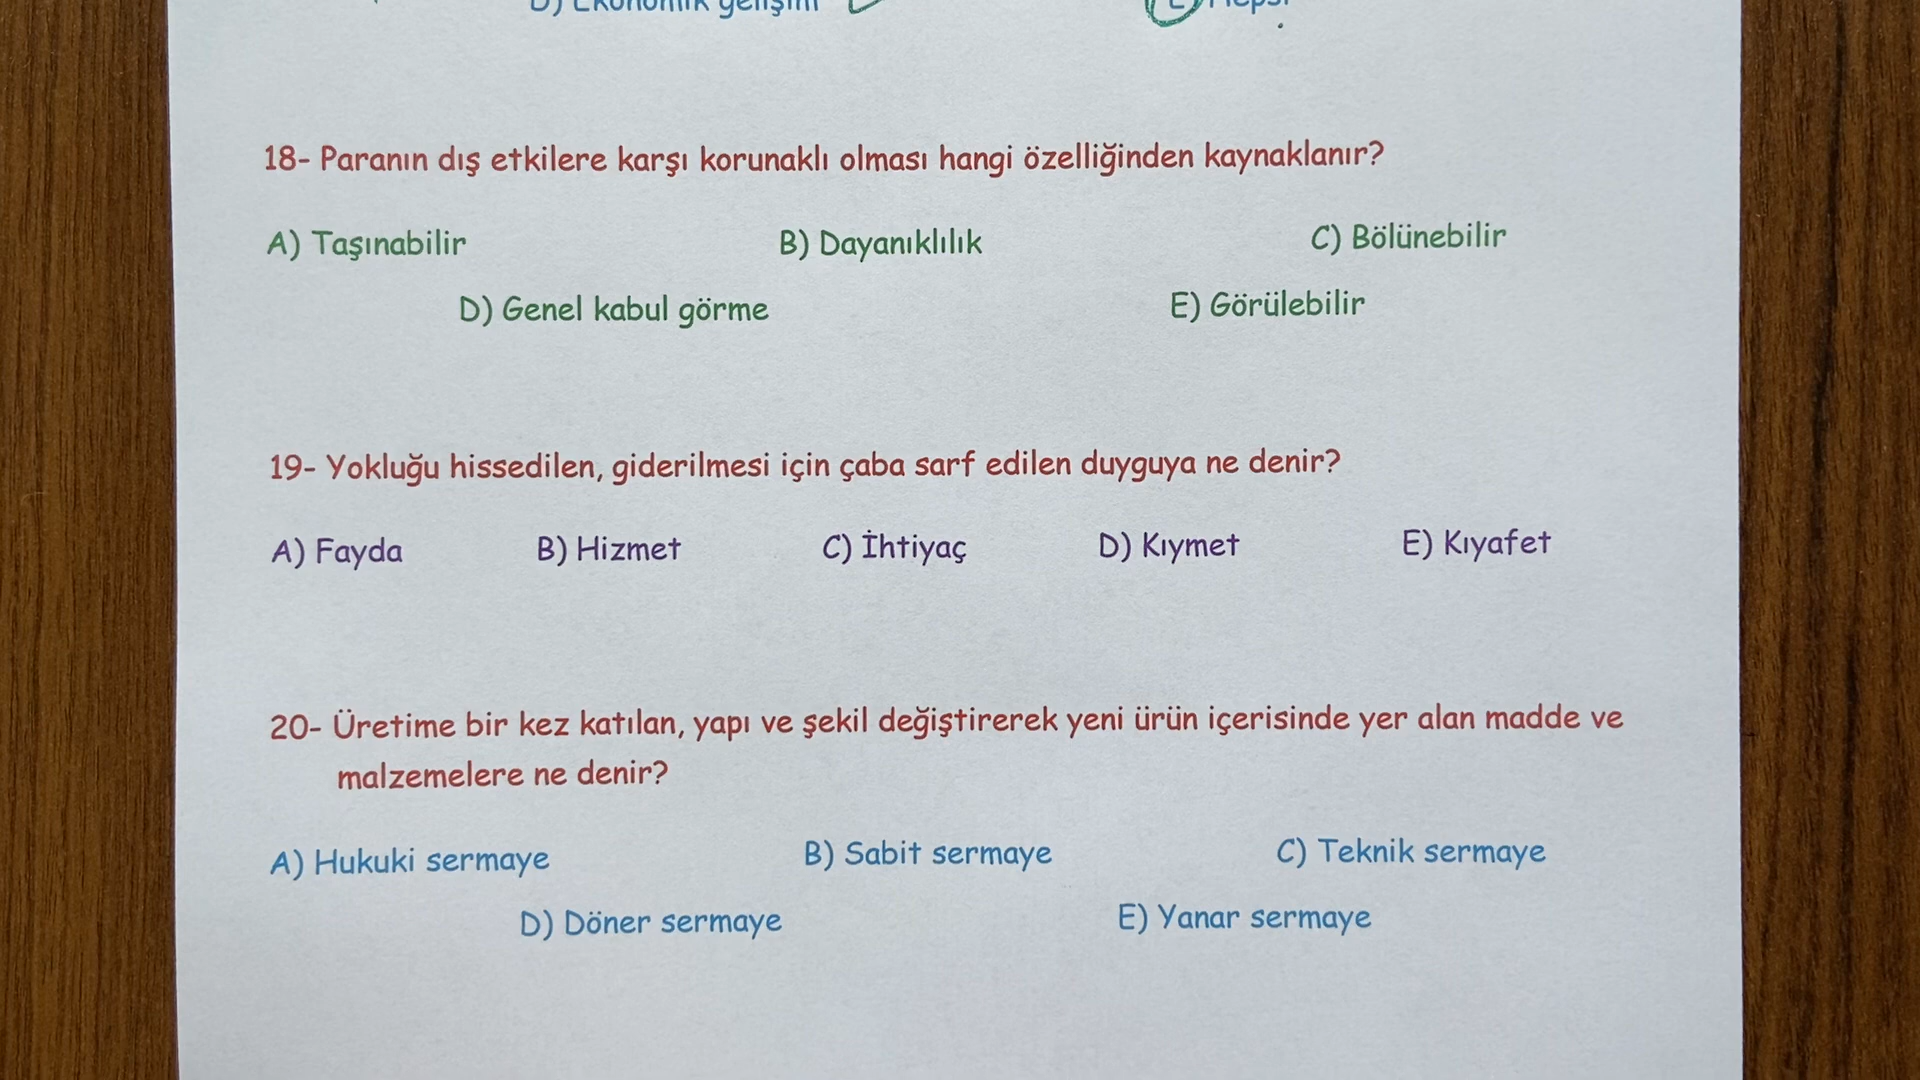 D) Ekonomik gelişim E) Hepsi
18- Paranın dış etkilere karşı korunaklı olması hangi özelliğinden kaynaklanır?
A) Taşınabilir B) Dayanıklılık C) Bölünebilir
D) Genel kabul görme E) Görülebilir
19- Yokluğu hissedilen, giderilmesi için çaba sarf edilen duyguya ne denir?
A) Fayda B) Hizmet C) İhtiyaç D) Kıymet E) Kıyafet
20- Üretime bir kez katılan, yapı ve şekil değiştirerek yeni ürün içerisinde yer alan madde ve
malzemelere ne denir?
A) Hukuki sermaye B) Sabit sermaye C) Teknik sermaye
D) Döner sermaye E) Yanar sermaye